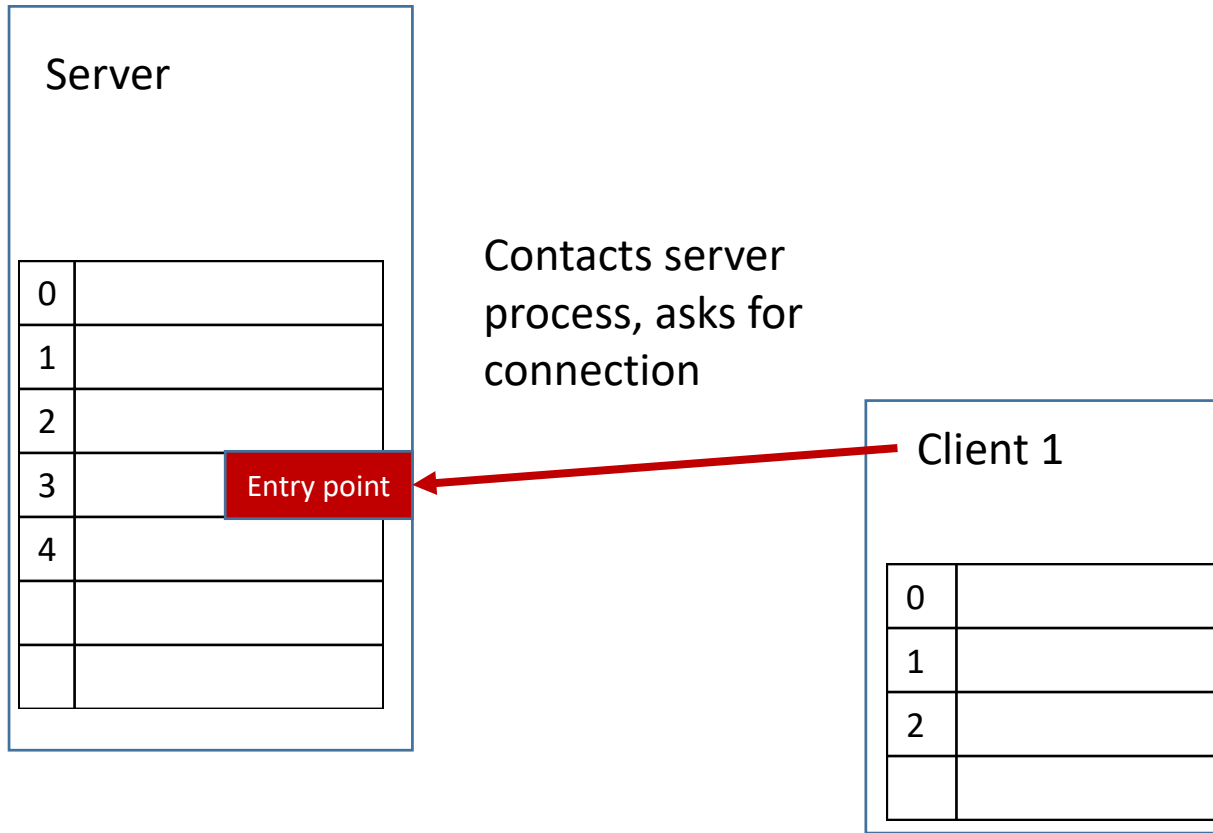 Server
0
1
2
3 Entry point
4
Contacts server
process, asks for
connection
Client 1
0
1
2